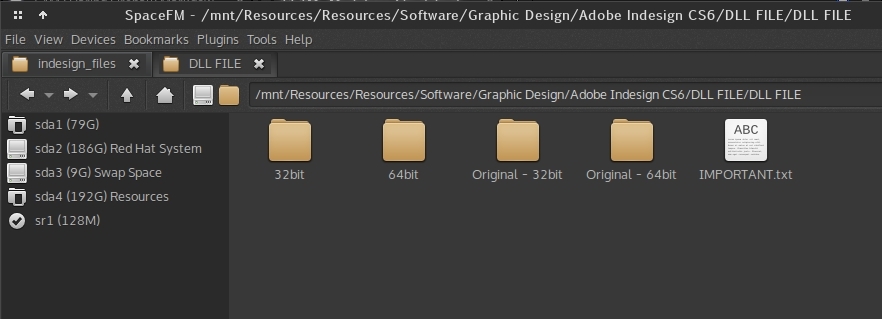 SpaceFM - /mnt/Resources/Resources/Software/Graphic Design/Adobe Indesign CS6/DLL FILE/DLL FILE
File View Devices Bookmarks Plugins Tools Help
indesign_files DLL FILE
/mnt/Resources/Resources/Software/Graphic Design/Adobe Indesign CS6/DLL FILE/DLL FILE
sda1 (79G)
sda2 (186G) Red Hat System
sda3 (9G) Swap Space
sda4 (192G) Resources
sr1 (128M)
ABC
32bit 64bit Original - 32bit Original - 64bit IMPORTANT.txt